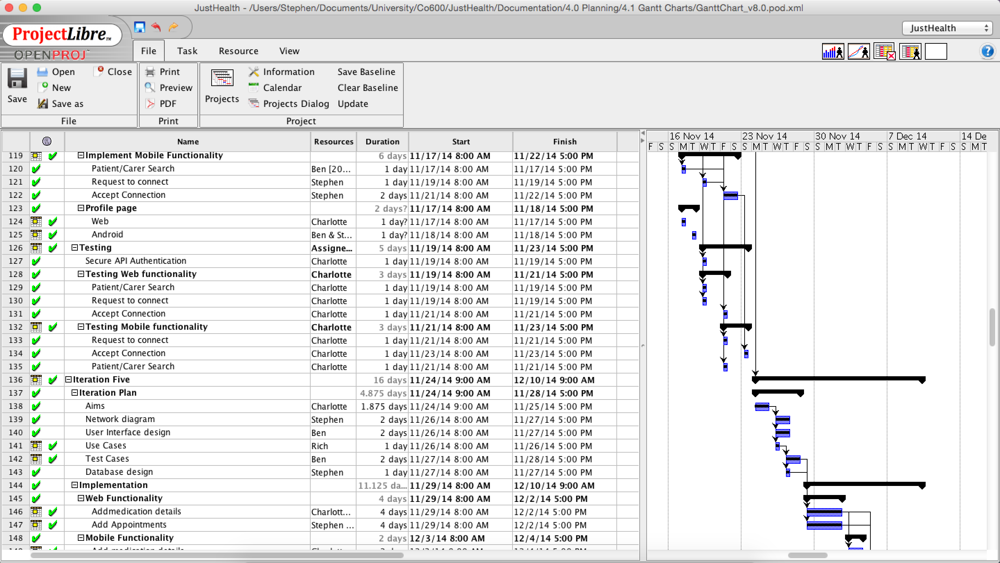 JustHealth - /Users/Stephen/Documents/University/Co600/JustHealth/Documentation/4.0 Planning/4.1 Gantt Charts/GanttChart_v8.0.pod.xml
ProjectLibre™
OPENPROJ
JustHealth
File Task Resource View
Save
Open
New
Save as
Close
File
Print
Preview
PDF
Print
Projects
Information
Calendar
Projects Dialog
Save Baseline
Clear Baseline
Update
Project
Name Resources Duration Start Finish
16 Nov 14 23 Nov 14 30 Nov 14 7 Dec 14 14 De
F S S M T W T F S S M T W T F S S M T W T F S S M T W T F S S M T
119 Implement Mobile Functionality 6 days 11/17/14 8:00 AM 11/22/14 5:00 PM
120 Patient/Carer Search Ben [20... 1 day 11/17/14 8:00 AM 11/17/14 5:00 PM
121 Request to connect Stephen 1 day 11/19/14 8:00 AM 11/19/14 5:00 PM
122 Accept Connection Stephen 2 days 11/21/14 8:00 AM 11/22/14 5:00 PM
123 Profile page 2 days? 11/17/14 8:00 AM 11/18/14 5:00 PM
124 Web Charlotte 1 day? 11/17/14 8:00 AM 11/17/14 5:00 PM
125 Android Ben & St... 1 day? 11/18/14 8:00 AM 11/18/14 5:00 PM
126 Testing Assigne... 5 days 11/19/14 8:00 AM 11/23/14 5:00 PM
127 Secure API Authentication Charlotte 1 day 11/19/14 8:00 AM 11/19/14 5:00 PM
128 Testing Web functionality Charlotte 3 days 11/19/14 8:00 AM 11/21/14 5:00 PM
129 Patient/Carer Search Charlotte 1 day 11/19/14 8:00 AM 11/19/14 5:00 PM
130 Request to connect Charlotte 1 day 11/19/14 8:00 AM 11/19/14 5:00 PM
131 Accept Connection Charlotte 1 day 11/21/14 8:00 AM 11/21/14 5:00 PM
132 Testing Mobile functionality Charlotte 3 days 11/21/14 8:00 AM 11/23/14 5:00 PM
133 Request to connect Charlotte 1 day 11/21/14 8:00 AM 11/21/14 5:00 PM
134 Accept Connection Charlotte 1 day 11/23/14 8:00 AM 11/23/14 5:00 PM
135 Patient/Carer Search Charlotte 1 day 11/21/14 8:00 AM 11/21/14 5:00 PM
136 Iteration Five 16 days 11/24/14 9:00 AM 12/10/14 9:00 AM
137 Iteration Plan 4.875 days 11/24/14 9:00 AM 11/28/14 5:00 PM
138 Aims Charlotte 1.875 days 11/24/14 9:00 AM 11/25/14 5:00 PM
139 Network diagram Stephen 2 days 11/26/14 8:00 AM 11/27/14 5:00 PM
140 User Interface design Ben 2 days 11/26/14 8:00 AM 11/27/14 5:00 PM
141 Use Cases Rich 1 day 11/26/14 8:00 AM 11/26/14 5:00 PM
142 Test Cases Ben 2 days 11/27/14 8:00 AM 11/28/14 5:00 PM
143 Database design Stephen 1 day 11/27/14 8:00 AM 11/27/14 5:00 PM
144 Implementation 11.125 da... 11/29/14 8:00 AM 12/10/14 9:00 AM
145 Web Functionality 4 days 11/29/14 8:00 AM 12/2/14 5:00 PM
146 Addmedication details Charlott... 4 days 11/29/14 8:00 AM 12/2/14 5:00 PM
147 Add Appointments Stephen ... 4 days 11/29/14 8:00 AM 12/2/14 5:00 PM
148 Mobile Functionality 2 days 12/3/14 8:00 AM 12/4/14 5:00 PM